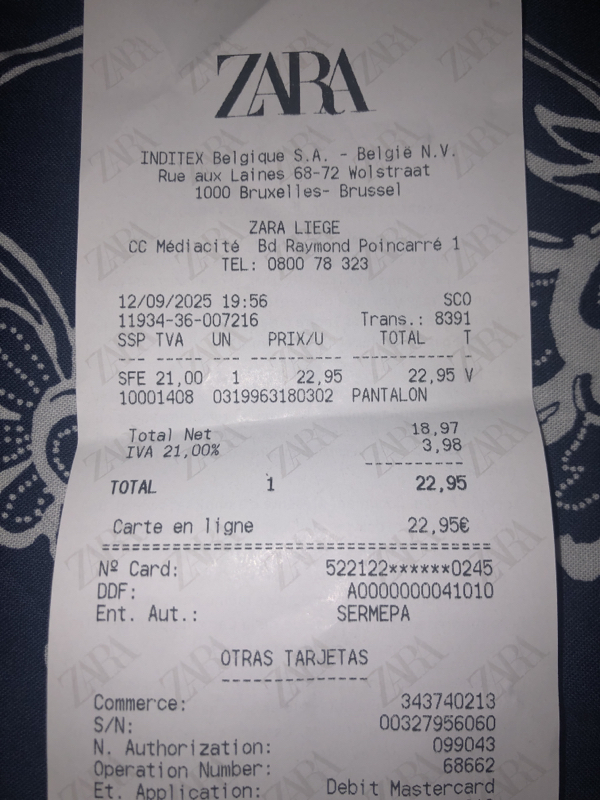 ZARA
INDITEX Belgique S.A. - België N.V.
Rue aux Laines 68-72 Wolstraat
1000 Bruxelles- Brussel
ZARA LIEGE
CC Médiacité Bd Raymond Poincarré 1
TEL: 0800 78 323
12/09/2025 19:56 SCO
11934-36-007216 Trans.: 8391
SSP TVA UN PRIX/U TOTAL T
--- --- --- --------- ----------- -
SFE 21,00 1 22,95 22,95 V
10001408 0319963180302 PANTALON
Total Net 18,97
IVA 21,00% 3,98
----------
TOTAL 1 22,95
Carte en ligne 22,95€
==========================================
Nº Card: 522122******0245
DDF: A0000000041010
Ent. Aut.: SERMEPA
OTRAS TARJETAS
--------------
Commerce: 343740213
S/N: 00327956060
N. Authorization: 099043
Operation Number: 68662
Et. Application: Debit Mastercard